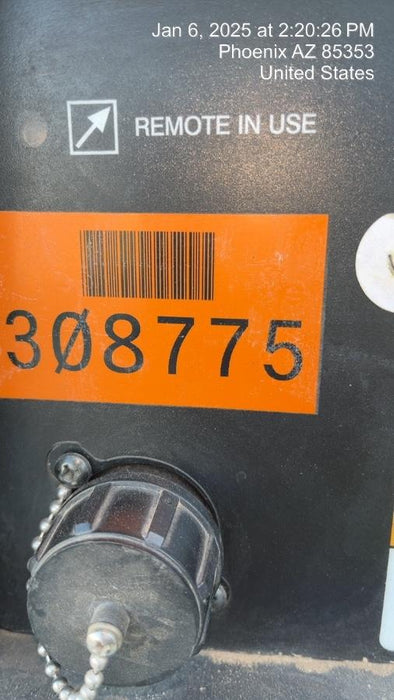 Jan 6, 2025 at 2:20:26 PM
Phoenix AZ 85353
United States
REMOTE IN USE
3Ø8775